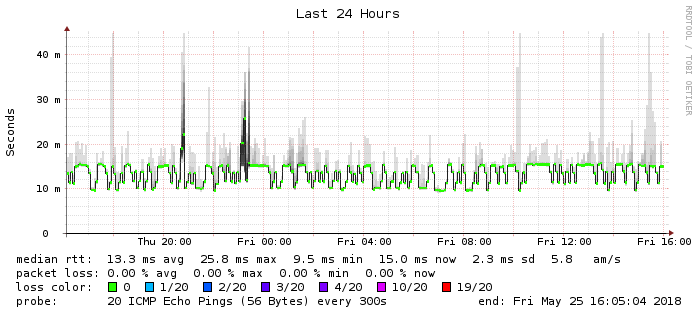 Last 24 Hours
RRDTOOL / TOBI OETIKER
Seconds
40 m
30 m
20 m
10 m
0
Thu 20:00 Fri 00:00 Fri 04:00 Fri 08:00 Fri 12:00 Fri 16:00
median rtt: 13.3 ms avg 25.8 ms max 9.5 ms min 15.0 ms now 2.3 ms sd 5.8 am/s
packet loss: 0.00 % avg 0.00 % max 0.00 % min 0.00 % now
loss color: 0 1/20 2/20 3/20 4/20 10/20 19/20
probe: 20 ICMP Echo Pings (56 Bytes) every 300s end: Fri May 25 16:05:04 2018